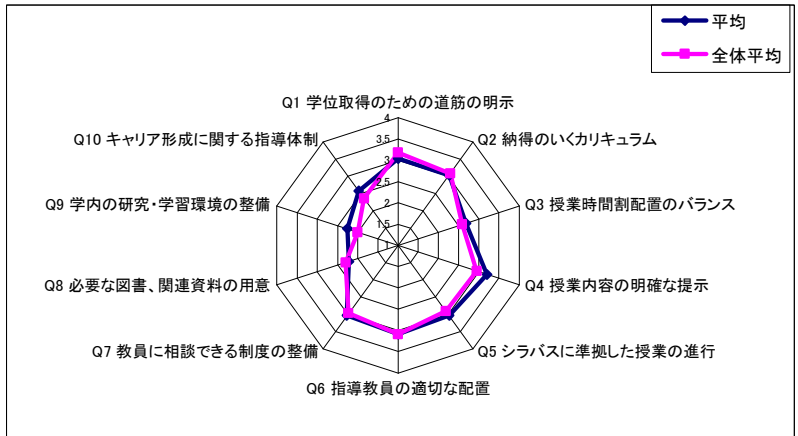 平均
全体平均
Q1 学位取得のための道筋の明示
Q2 納得のいくカリキュラム
Q3 授業時間割配置のバランス
Q4 授業内容の明確な提示
Q5 シラバスに準拠した授業の進行
Q6 指導教員の適切な配置
Q7 教員に相談できる制度の整備
Q8 必要な図書、関連資料の用意
Q9 学内の研究・学習環境の整備
Q10 キャリア形成に関する指導体制
4
3.5
3
2.5
2
1.5
1